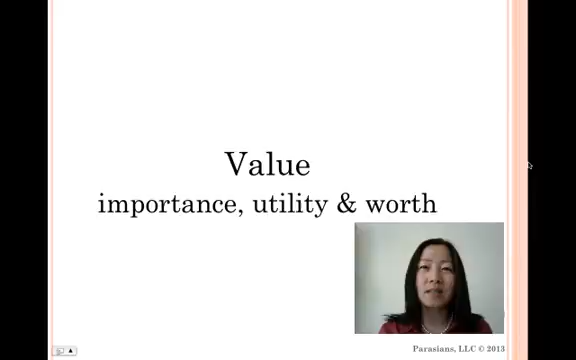 Value
importance, utility & worth
Parasians, LLC © 2013